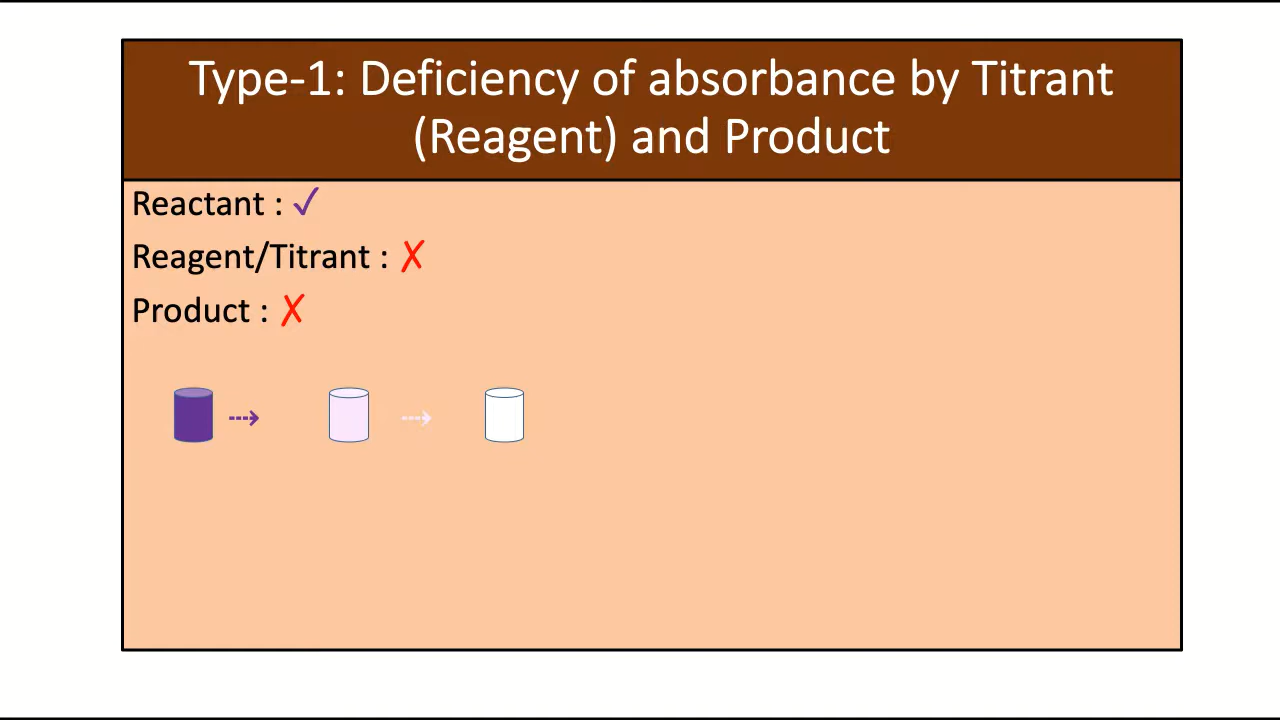 Type-1: Deficiency of absorbance by Titrant
(Reagent) and Product
Reactant : ✓
Reagent/Titrant : ✗
Product : ✗